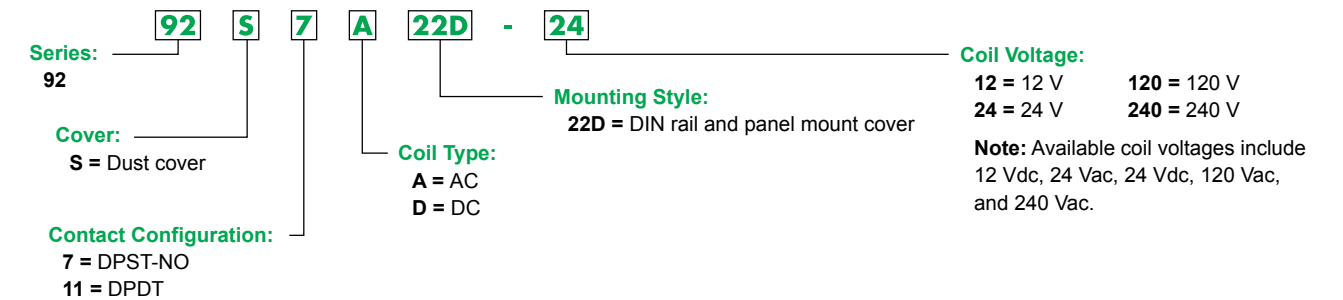 92 S 7 A 22D - 24
Series:
92
Cover:
S = Dust cover
Contact Configuration:
7 = DPST-NO
11 = DPDT
Coil Type:
A = AC
D = DC
Mounting Style:
22D = DIN rail and panel mount cover
Coil Voltage:
12 = 12 V 120 = 120 V
24 = 24 V 240 = 240 V
Note: Available coil voltages include
12 Vdc, 24 Vac, 24 Vdc, 120 Vac,
and 240 Vac.